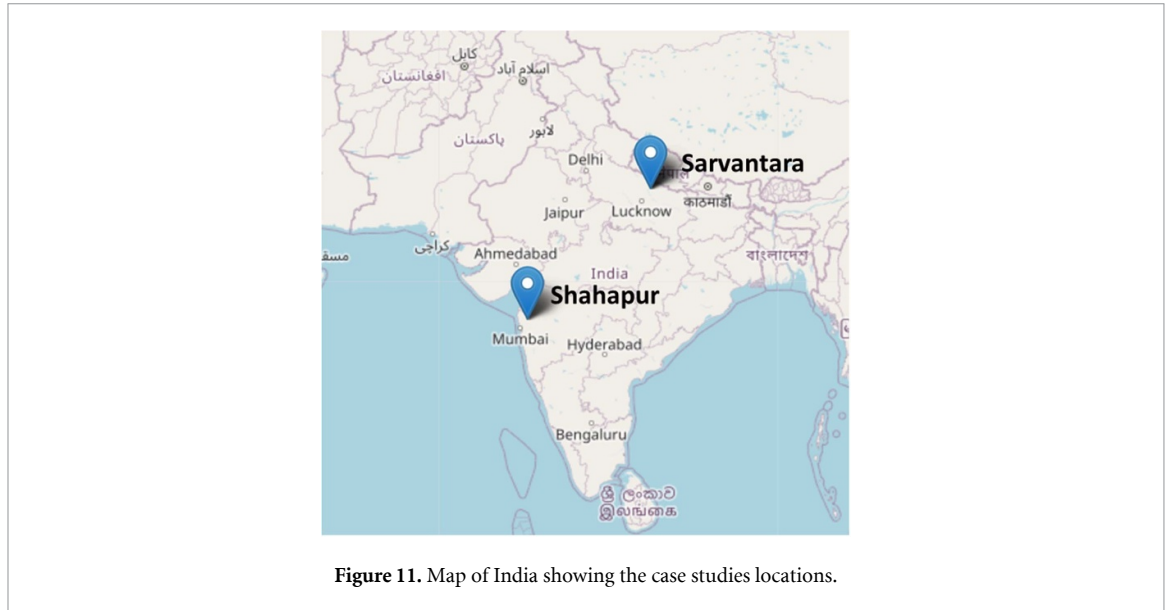 کابل
افغانستان
اسلام آباد
لاہور
پاکستان
Delhi
Sarvantara
काठमाडौं
Jaipur
Lucknow
کراچی
مسقط
Ahmedabad
বাংলাদেশ
India
Shahapur
Mumbai
Hyderabad
Bengaluru
ශ්‍රී ලංකාව
இலங்கை
Figure 11. Map of India showing the case studies locations.